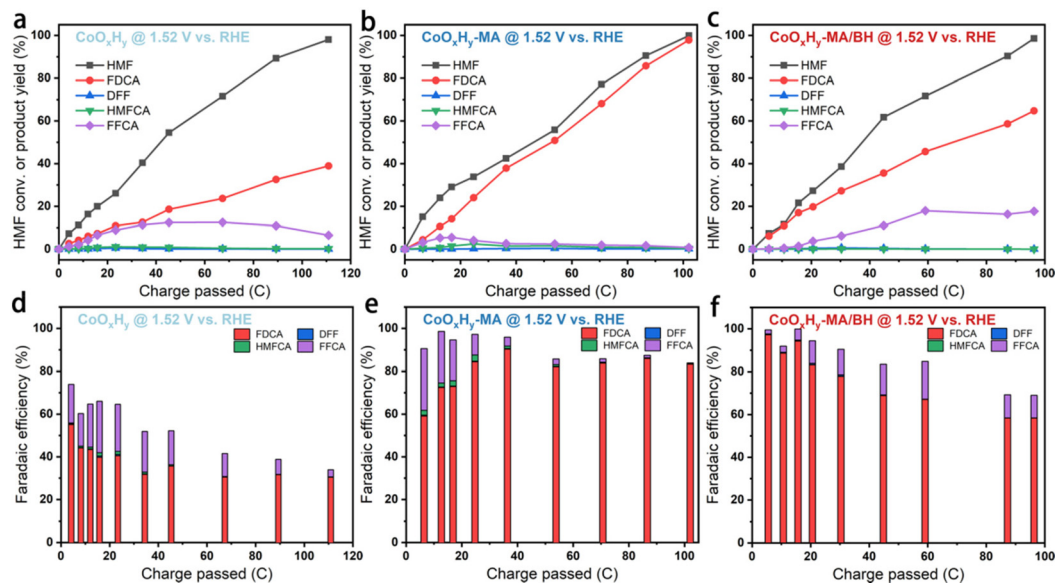 a
CoOxHy @ 1.52 V vs. RHE
HMF
FDCA
DFF
HMFCA
FFCA
HMF conv. or product yield (%)
100
80
60
40
20
0
0 20 40 60 80 100 120
Charge passed (C)
b
CoOxHy-MA @ 1.52 V vs. RHE
HMF
FDCA
DFF
HMFCA
FFCA
HMF conv. or product yield (%)
100
80
60
40
20
0
0 20 40 60 80 100
Charge passed (C)
c
CoOxHy-MA/BH @ 1.52 V vs. RHE
HMF
FDCA
DFF
HMFCA
FFCA
HMF conv. or product yield (%)
100
80
60
40
20
0
0 20 40 60 80 100
Charge passed (C)
d
CoOxHy @ 1.52 V vs. RHE
FDCA DFF
HMFCA FFCA
Faradaic efficiency (%)
100
80
60
40
20
0
0 20 40 60 80 100 120
Charge passed (C)
e
CoOxHy-MA @ 1.52 V vs. RHE
FDCA DFF
HMFCA FFCA
Faradaic efficiency (%)
100
80
60
40
20
0
0 20 40 60 80 100
Charge passed (C)
f
CoOxHy-MA/BH @ 1.52 V vs. RHE
FDCA DFF
HMFCA FFCA
Faradaic efficiency (%)
100
80
60
40
20
0
0 20 40 60 80 100
Charge passed (C)